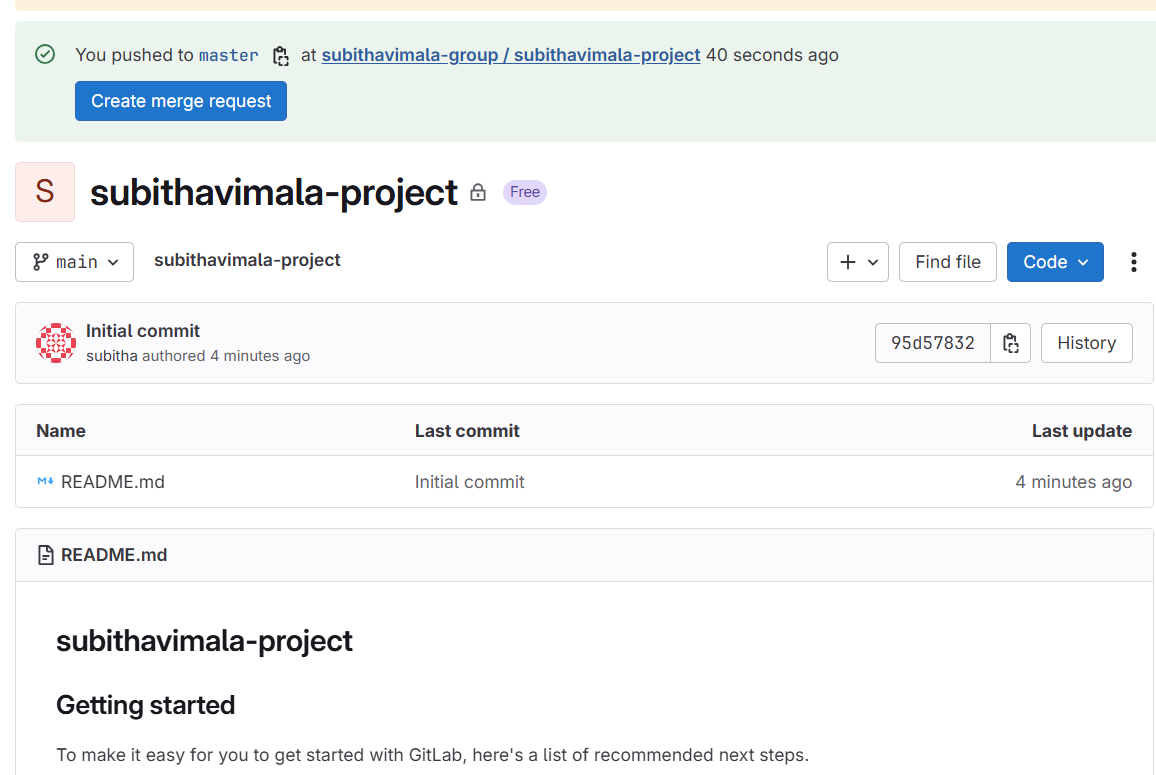 You pushed to master at subithavimala-group / subithavimala-project 40 seconds ago
Create merge request
S subithavimala-project Free
main subithavimala-project + Find file Code
Initial commit
subitha authored 4 minutes ago
95d57832 History
Name Last commit Last update
README.md Initial commit 4 minutes ago
README.md
subithavimala-project
Getting started
To make it easy for you to get started with GitLab, here's a list of recommended next steps.